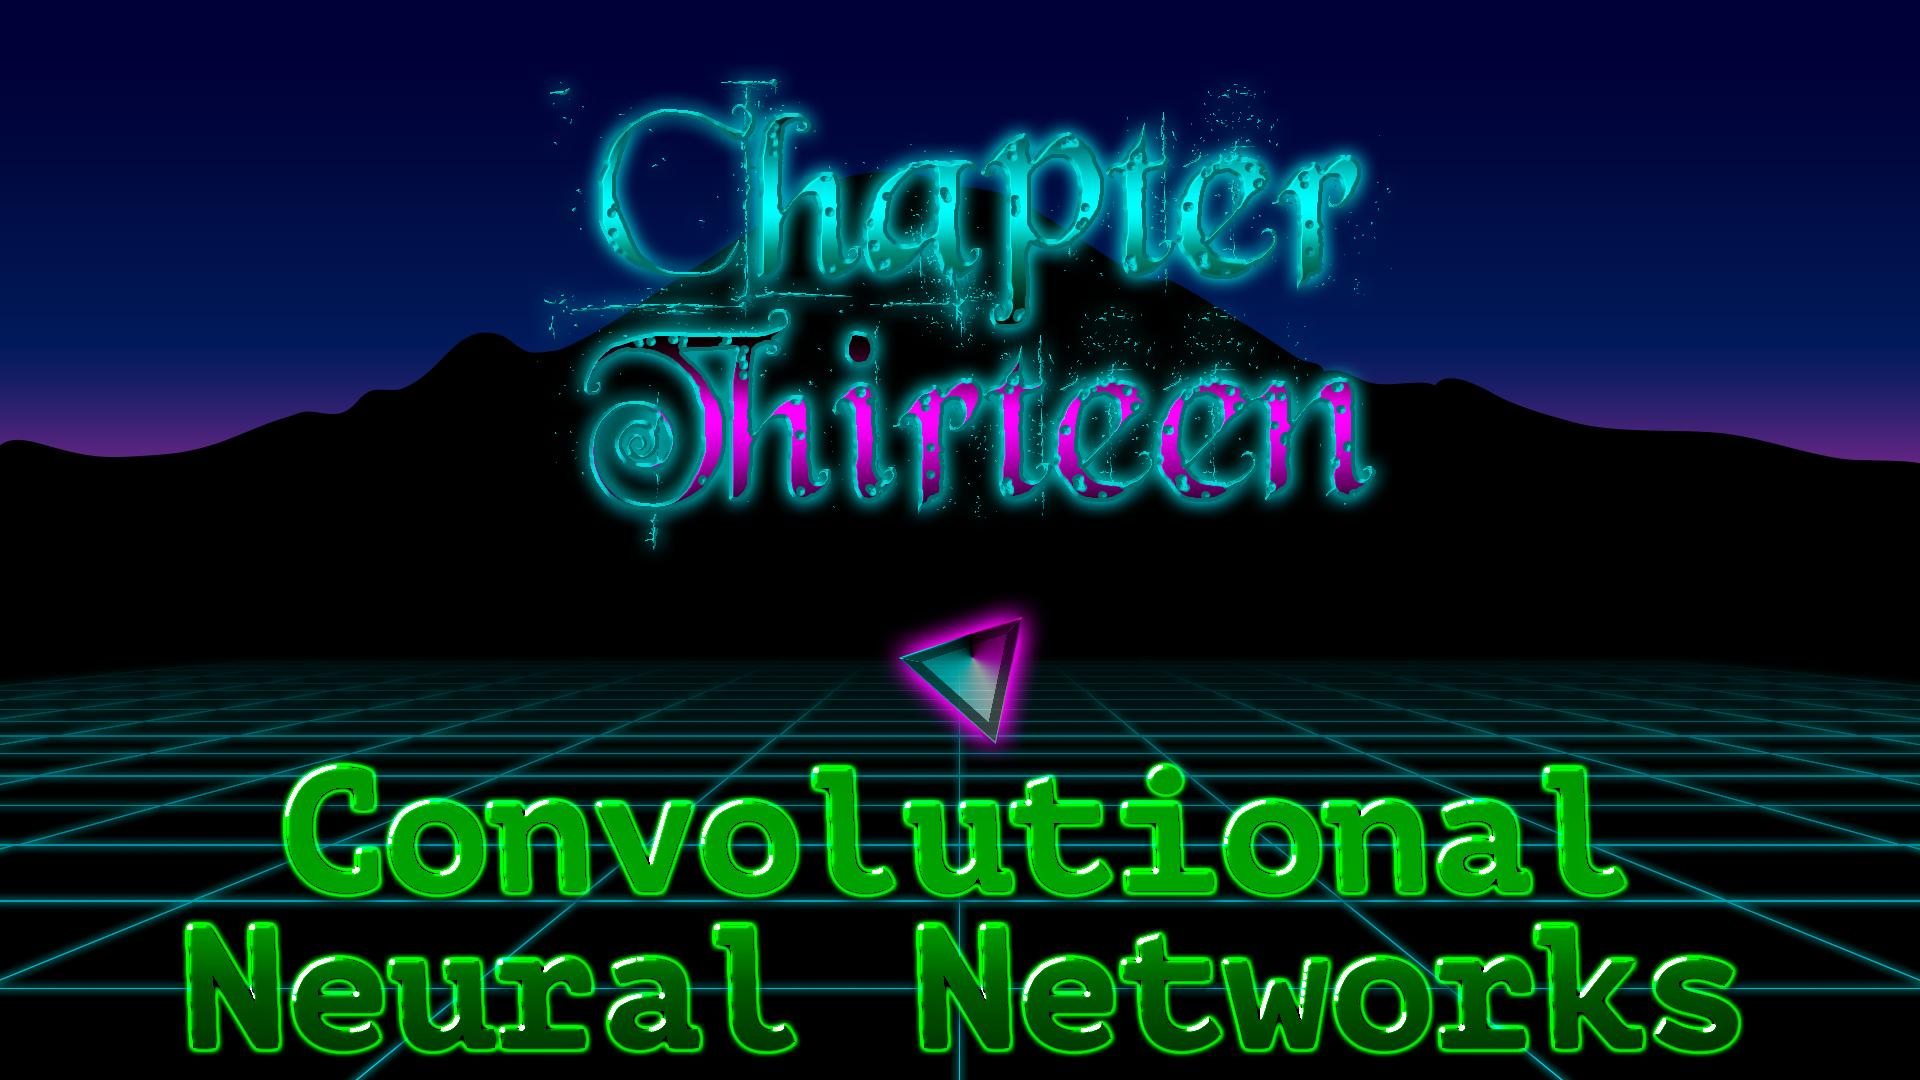 Chapter
Thirteen
Convolutional
Neural Networks